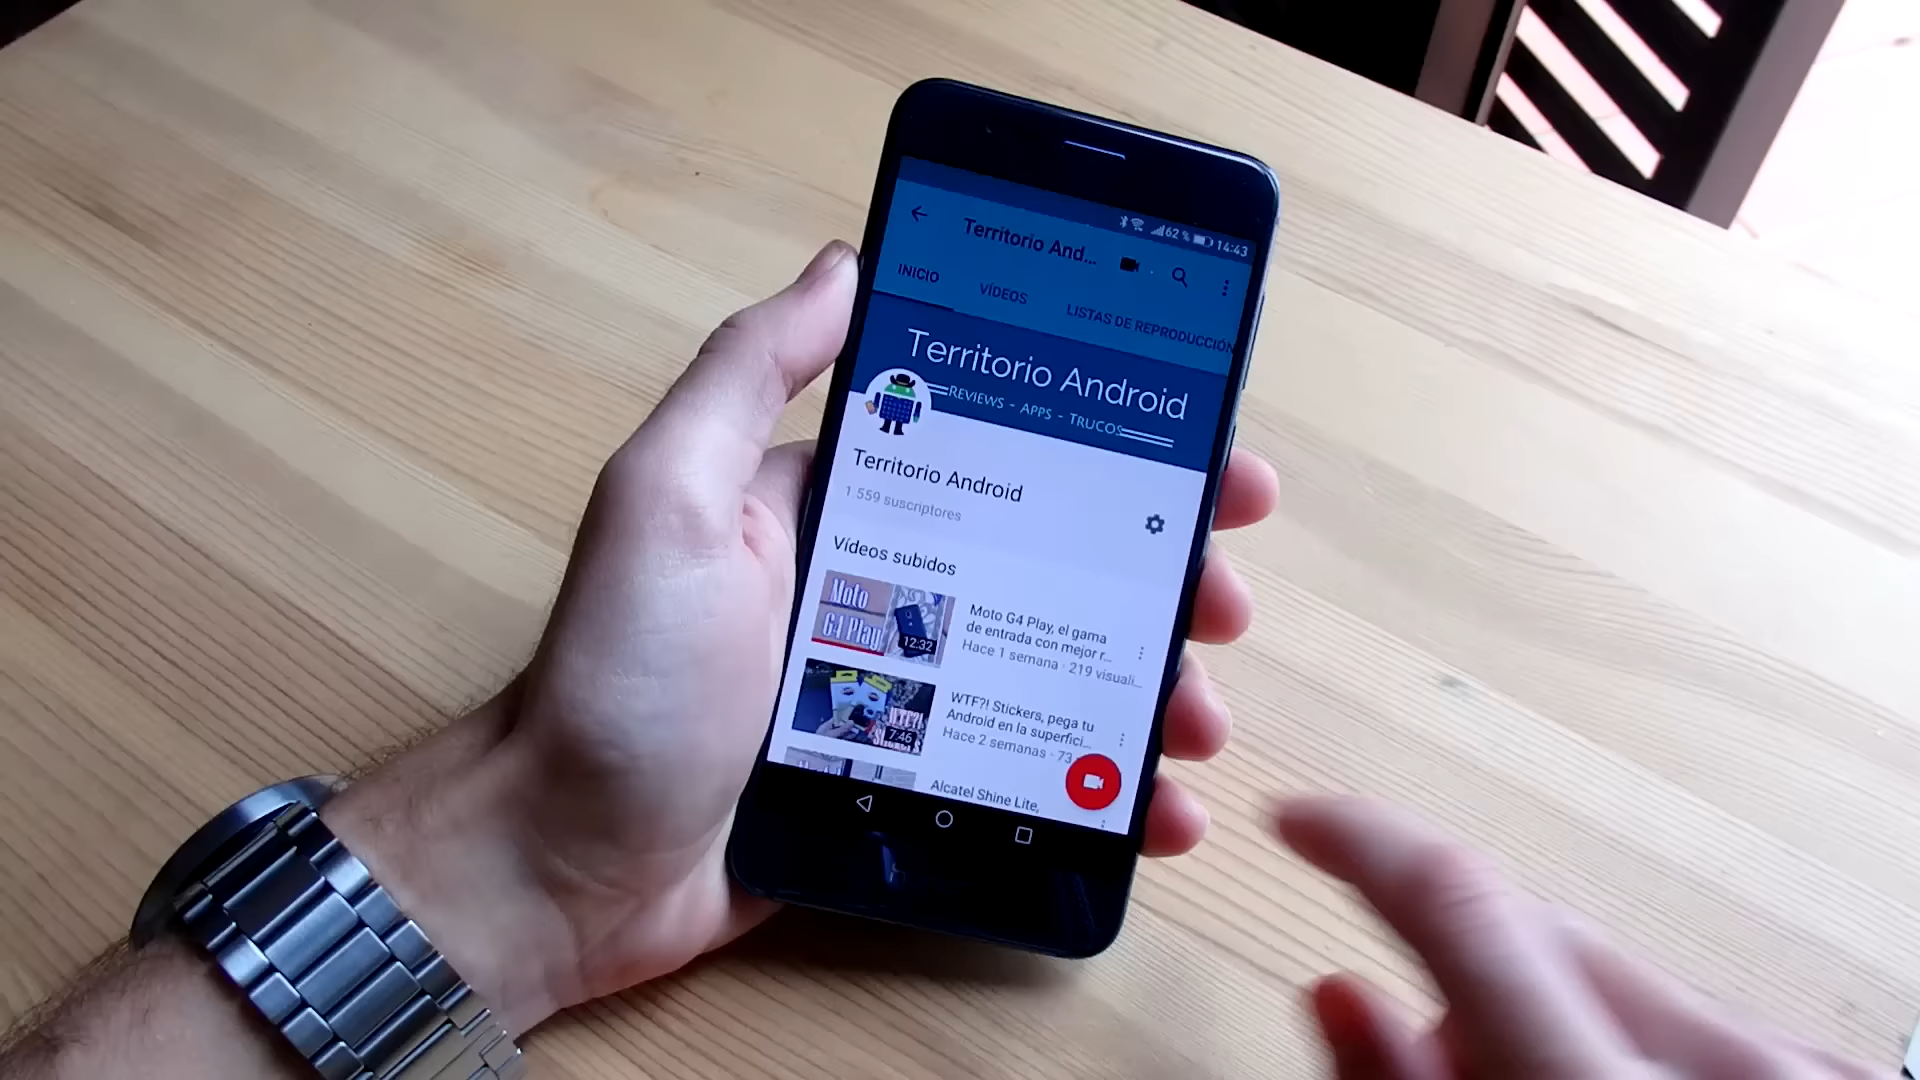 62 % 14:43
Territorio And...
INICIO VÍDEOS LISTAS DE REPRODUCCIÓN
Territorio Android
REVIEWS - APPS - TRUCOS
Territorio Android
1 559 suscriptores
Vídeos subidos
Moto
G4 Play
12:32
Moto G4 Play, el gama
de entrada con mejor r...
Hace 1 semana · 219 visuali...
WTF?!
7:46
WTF?! Stickers, pega tu
Android en la superfici...
Hace 2 semanas · 73
Alcatel Shine Lite,